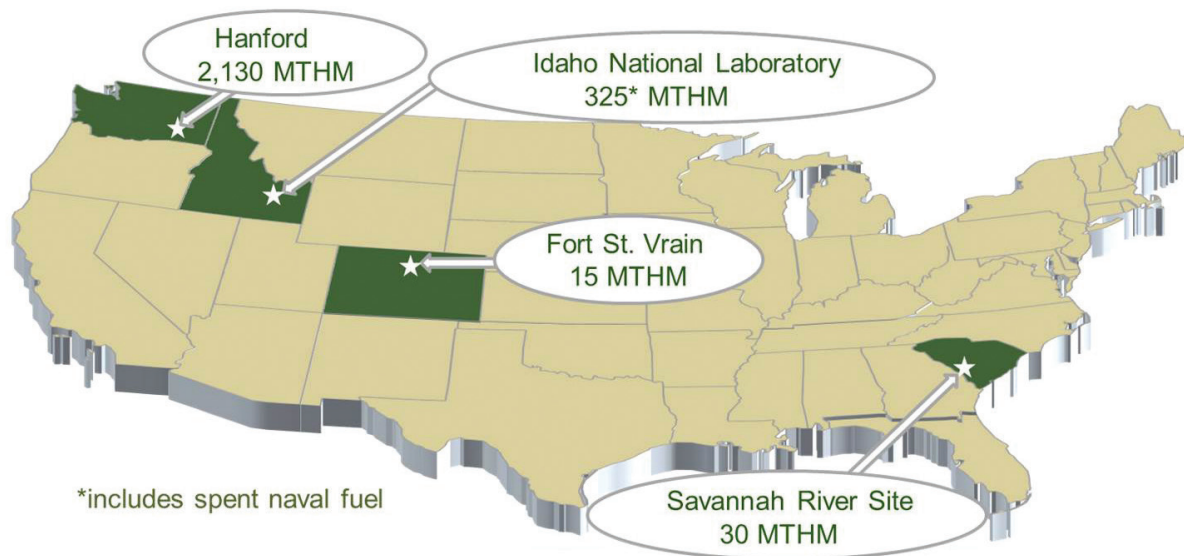 Hanford
2,130 MTHM
Idaho National Laboratory
325* MTHM
Fort St. Vrain
15 MTHM
Savannah River Site
30 MTHM
*includes spent naval fuel